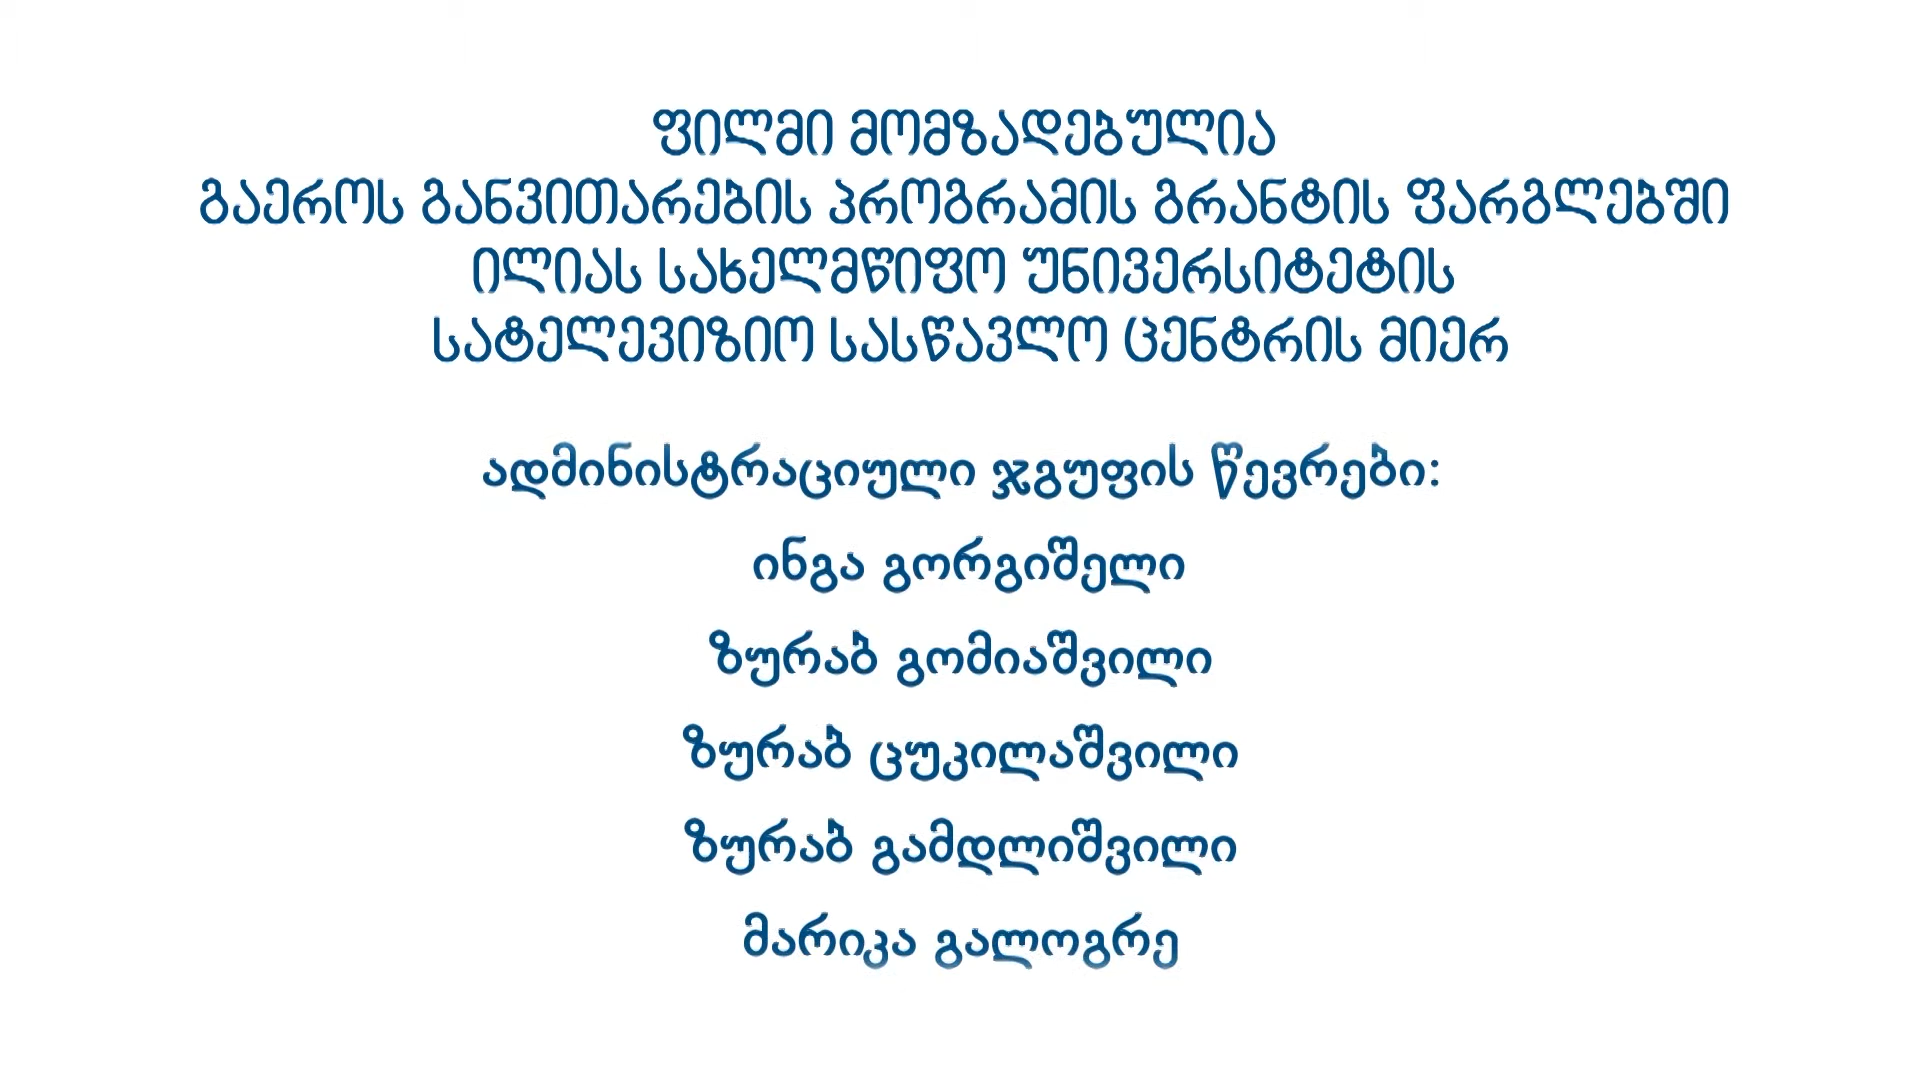 ფილმი მომზადებულია
გაეროს განვითარების პროგრამის გრანტის ფარგლებში
ილიას სახელმწიფო უნივერსიტეტის
სატელევიზიო სასწავლო ცენტრის მიერ
ადმინისტრაციული ჯგუფის წევრები:
ინგა გორგიშელი
ზურაბ გომიაშვილი
ზურაბ ცუკილაშვილი
ზურაბ გამდლიშვილი
მარიკა გალოგრე